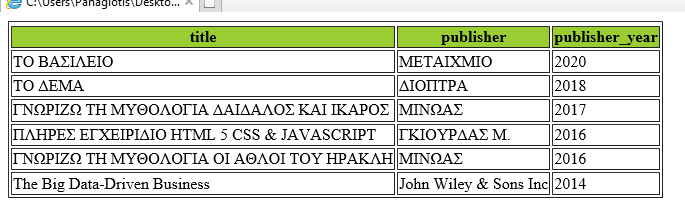 C:\Users\Panagiotis\Deskto...
title publisher publisher_year
ΤΟ ΒΑΣΙΛΕΙΟ ΜΕΤΑΙΧΜΙΟ 2020
ΤΟ ΔΕΜΑ ΔΙΟΠΤΡΑ 2018
ΓΝΩΡΙΖΩ ΤΗ ΜΥΘΟΛΟΓΙΑ ΔΑΙΔΑΛΟΣ ΚΑΙ ΙΚΑΡΟΣ ΜΙΝΩΑΣ 2017
ΠΛΗΡΕΣ ΕΓΧΕΙΡΙΔΙΟ HTML 5 CSS & JAVASCRIPT ΓΚΙΟΥΡΔΑΣ Μ. 2016
ΓΝΩΡΙΖΩ ΤΗ ΜΥΘΟΛΟΓΙΑ ΟΙ ΑΘΛΟΙ ΤΟΥ ΗΡΑΚΛΗ ΜΙΝΩΑΣ 2016
The Big Data-Driven Business John Wiley & Sons Inc 2014